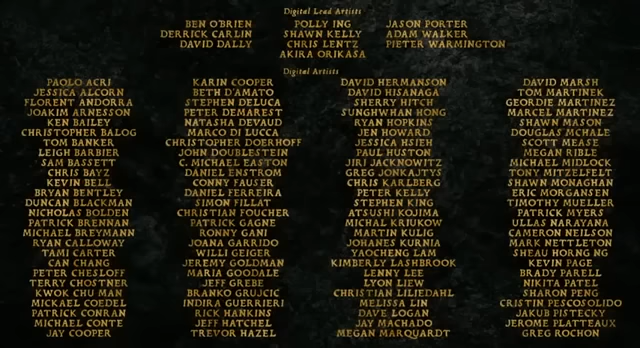 Digital Lead Artists
BEN O'BRIEN POLLY ING JASON PORTER
DERRICK CARLIN SHAWN KELLY ADAM WALKER
DAVID DALLY CHRIS LENTZ PIETER WARMINGTON
AKIRA ORIKASA
Digital Artists
PAOLO ACRI KARIN COOPER DAVID HERMANSON DAVID MARSH
JESSICA ALCORN BETH D'AMATO DAVID HISANAGA TOM MARTINEK
FLORENT ANDORRA STEPHEN DELUCA SHERRY HITCH GEORDIE MARTINEZ
JOAKIM ARNESSON PETER DEMAREST SUNGHWAN HONG MARCEL MARTINEZ
KEN BAILEY NATASHA DEVAUD RYAN HOPKINS SHAWN MASON
CHRISTOPHER BALOG MARCO DI LUCCA JEN HOWARD DOUGLAS MCHALE
TOM BANKER CHRISTOPHER DOERHOFF JESSICA HSIEH SCOTT MEASE
LEIGH BARBIER JOHN DOUBLESTEIN PAUL HUSTON MEGAN RIBLE
SAM BASSETT C. MICHAEL EASTON JIRI JACKNOWITZ MICHAEL MIDLOCK
CHRIS BAYZ DANIEL ENSTROM GREG JONKAJTYS TONY MITZELFELT
KEVIN BELL CONNY FAUSER CHRIS KARLBERG SHAWN MONAGHAN
BRYAN BENTLEY DANIEL FERREIRA PETER KELLY ERIC MORGANSEN
DUNCAN BLACKMAN SIMON FILLAT STEPHEN KING TIMOTHY MUELLER
NICHOLAS BOLDEN CHRISTIAN FOUCHER ATSUSHI KOJIMA PATRICK MYERS
PATRICK BRENNAN PATRICK GAGNE MICHAL KRIUKOW ULLAS NARAYANA
MICHAEL BREYMANN RONNY GANI MARTIN KULIG CAMERON NEILSON
RYAN CALLOWAY JOANA GARRIDO JOHANES KURNIA MARK NETTLETON
TAMI CARTER WILLI GEIGER YAOCHENG LAM SHEAU HORNG NG
CAN CHANG JEREMY GOLDMAN KIMBERLY LASHBROOK KEVIN PAGE
PETER CHESLOFF MARIA GOODALE LENNY LEE BRADY PARELL
TERRY CHOSTNER JEFF GREBE LYON LIEW NIKITA PATEL
KWOK CHU MAN BRANKO GRUJCIC CHRISTIAN LILJEDAHL SHARON PENG
MICKAEL COEDEL INDIRA GUERRIERI MELISSA LIN CRISTIN PESCOSOLIDO
PATRICK CONRAN RICK HANKINS DAVE LOGAN JAKUB PISTECKY
MICHAEL CONTE JEFF HATCHEL JAY MACHADO JEROME PLATTEAUX
JAY COOPER TREVOR HAZEL MEGAN MARQUARDT GREG ROCHON